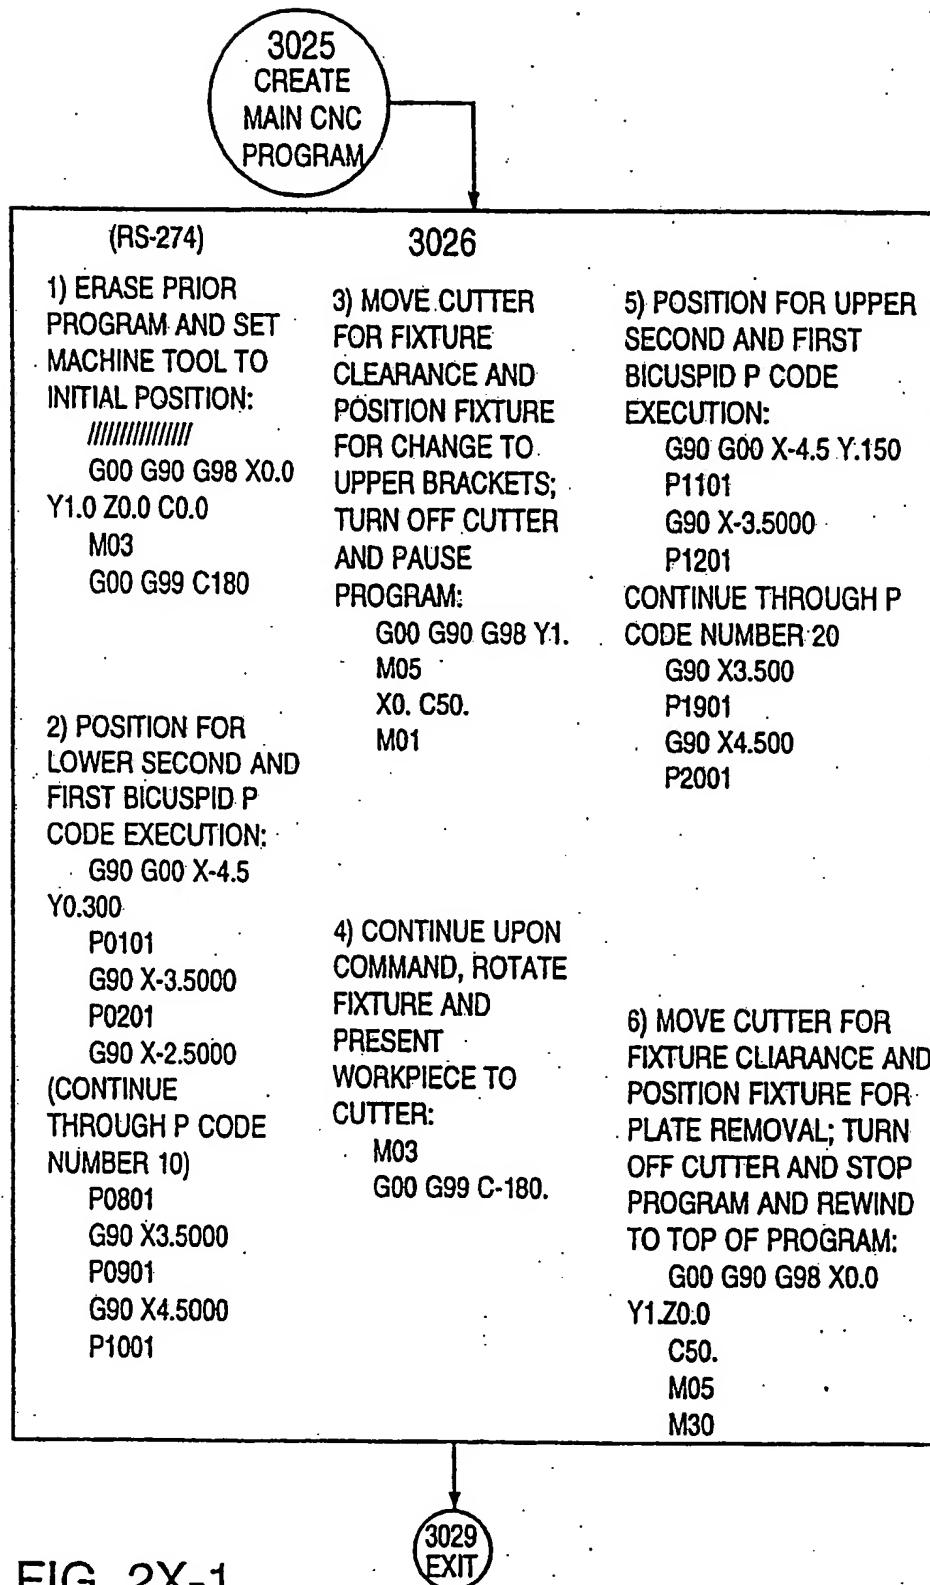 3025
CREATE
MAIN CNC
PROGRAM
(RS-274)
3026
1) ERASE PRIOR
PROGRAM AND SET
MACHINE TOOL TO
INITIAL POSITION:
////////////////
G00 G90 G98 X0.0
Y1.0 Z0.0 C0.0
M03
G00 G99 C180
2) POSITION FOR
LOWER SECOND AND
FIRST BICUSPID P
CODE EXECUTION:
G90 G00 X-4.5
Y0.300
P0101
G90 X-3.5000
P0201
G90 X-2.5000
(CONTINUE
THROUGH P CODE
NUMBER 10)
P0801
G90 X3.5000
P0901
G90 X4.5000
P1001
3) MOVE CUTTER
FOR FIXTURE
CLEARANCE AND
POSITION FIXTURE
FOR CHANGE TO
UPPER BRACKETS;
TURN OFF CUTTER
AND PAUSE
PROGRAM:
G00 G90 G98 Y1.
M05
X0. C50.
M01
4) CONTINUE UPON
COMMAND, ROTATE
FIXTURE AND
PRESENT
WORKPIECE TO
CUTTER:
M03
G00 G99 C-180.
5) POSITION FOR UPPER
SECOND AND FIRST
BICUSPID P CODE
EXECUTION:
G90 G00 X-4.5 Y.150
P1101
G90 X-3.5000
P1201
CONTINUE THROUGH P
CODE NUMBER 20
G90 X3.500
P1901
G90 X4.500
P2001
6) MOVE CUTTER FOR
FIXTURE CLIARANCE AND
POSITION FIXTURE FOR
PLATE REMOVAL; TURN
OFF CUTTER AND STOP
PROGRAM AND REWIND
TO TOP OF PROGRAM:
G00 G90 G98 X0.0
Y1.Z0.0
C50.
M05
M30
3029
EXIT
FIG. 2X-1